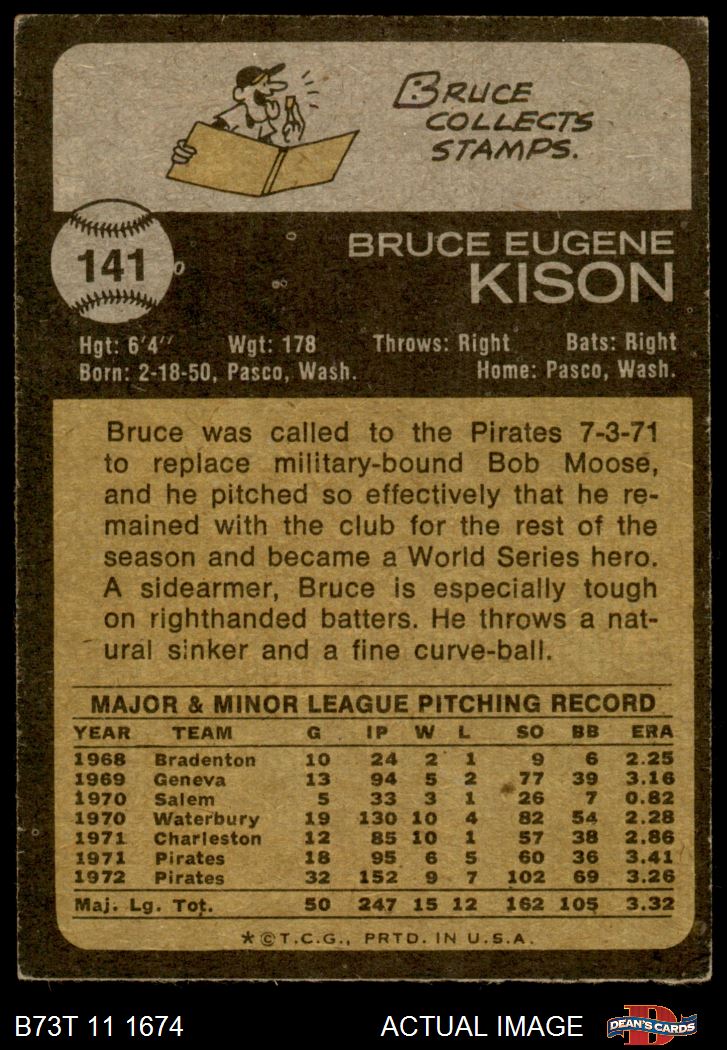 BRUCE
COLLECTS
STAMPS.
141
BRUCE EUGENE
KISON
Hgt: 6'4" Wgt: 178 Throws: Right Bats: Right
Born: 2-18-50, Pasco, Wash. Home: Pasco, Wash.
Bruce was called to the Pirates 7-3-71
to replace military-bound Bob Moose,
and he pitched so effectively that he re-
mained with the club for the rest of the
season and became a World Series hero.
A sidearmer, Bruce is especially tough
on righthanded batters. He throws a nat-
ural sinker and a fine curve-ball.
MAJOR & MINOR LEAGUE PITCHING RECORD
YEAR TEAM G IP W L SO BB ERA
1968 Bradenton 10 24 2 1 9 6 2.25
1969 Geneva 13 94 5 2 77 39 3.16
1970 Salem 5 33 3 1 26 7 0.82
1970 Waterbury 19 130 10 4 82 54 2.28
1971 Charleston 12 85 10 1 57 38 2.86
1971 Pirates 18 95 6 5 60 36 3.41
1972 Pirates 32 152 9 7 102 69 3.26
Maj. Lg. Tot. 50 247 15 12 162 105 3.32
*©T.C.G., PRTD. IN U.S.A.
B73T 11 1674 ACTUAL IMAGE DEAN'S CARDS